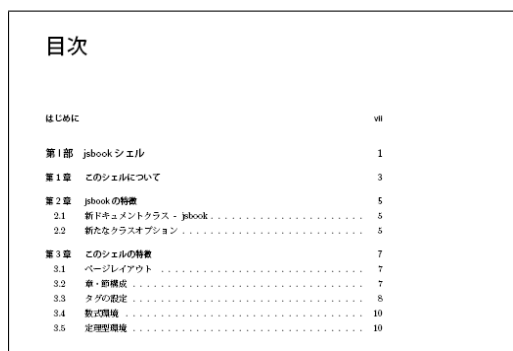 目次
はじめに vii
第I部 jsbook シェル 1
第1章 このシェルについて 3
第2章 jsbook の特徴 5
2.1 新ドキュメントクラス - jsbook . . . . . . . . . . . . . . . . . . . . . . 5
2.2 新たなクラスオプション . . . . . . . . . . . . . . . . . . . . . . . . . . 5
第3章 このシェルの特徴 7
3.1 ページレイアウト . . . . . . . . . . . . . . . . . . . . . . . . . . . . . 7
3.2 章・節構成 . . . . . . . . . . . . . . . . . . . . . . . . . . . . . . . . 7
3.3 タグの設定 . . . . . . . . . . . . . . . . . . . . . . . . . . . . . . . . 8
3.4 数式環境 . . . . . . . . . . . . . . . . . . . . . . . . . . . . . . . . . 10
3.5 定理型環境 . . . . . . . . . . . . . . . . . . . . . . . . . . . . . . . . 10